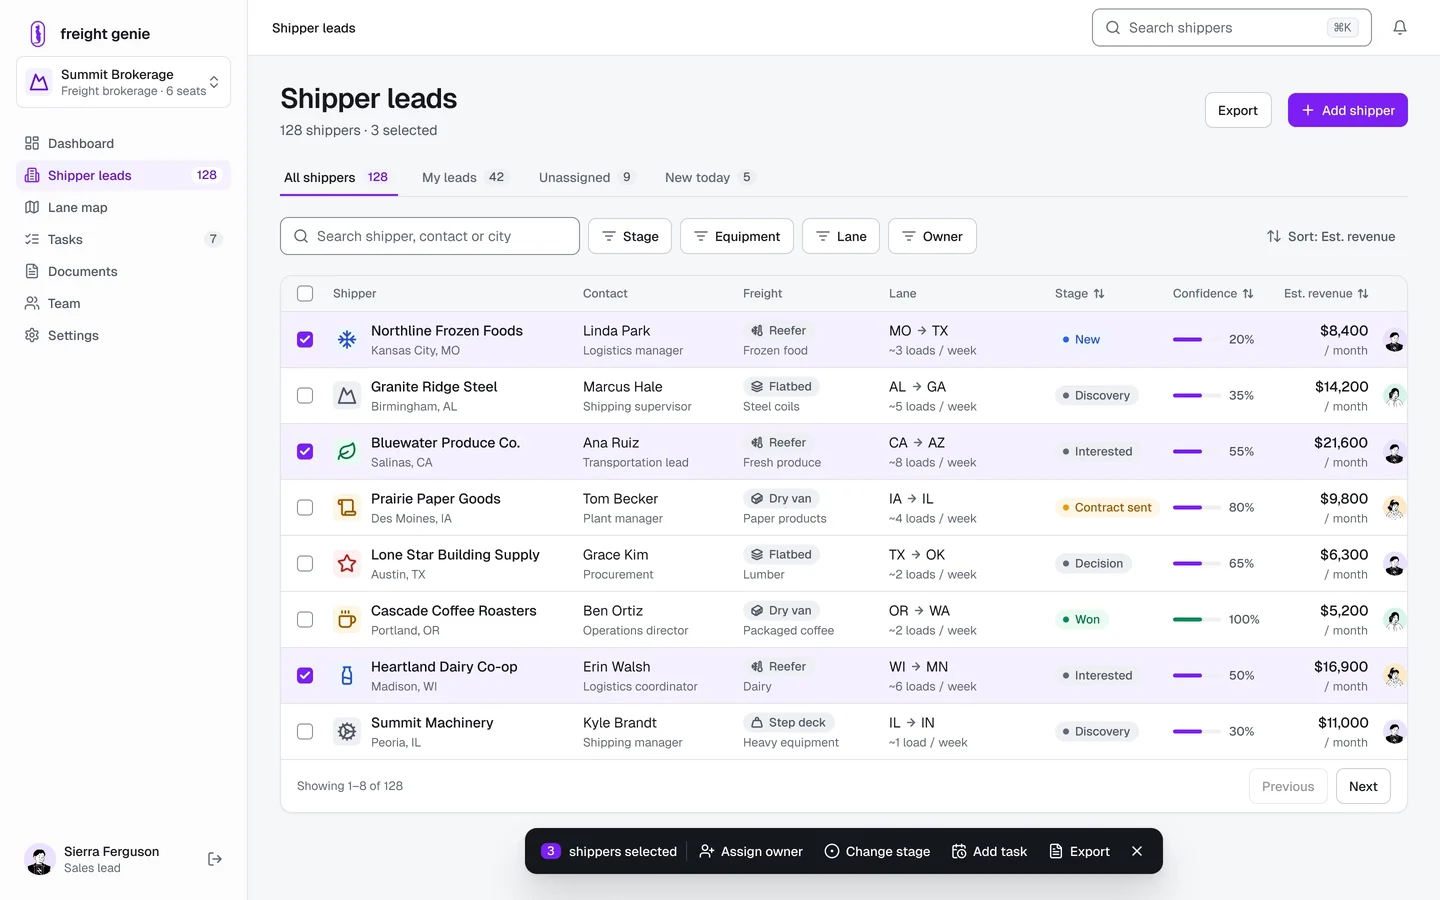 freight genie
Summit Brokerage
Freight brokerage · 6 seats
Dashboard
Shipper leads 128
Lane map
Tasks 7
Documents
Team
Settings
Sierra Ferguson
Sales lead
Shipper leads
Search shippers ⌘K
Shipper leads
128 shippers · 3 selected
Export
+ Add shipper
All shippers 128 My leads 42 Unassigned 9 New today 5
Search shipper, contact or city Stage Equipment Lane Owner Sort: Est. revenue
Shipper Contact Freight Lane Stage Confidence Est. revenue
Northline Frozen Foods Linda Park Reefer MO → TX New 20% $8,400
Kansas City, MO Logistics manager Frozen food ~3 loads / week / month
Granite Ridge Steel Marcus Hale Flatbed AL → GA Discovery 35% $14,200
Birmingham, AL Shipping supervisor Steel coils ~5 loads / week / month
Bluewater Produce Co. Ana Ruiz Reefer CA → AZ Interested 55% $21,600
Salinas, CA Transportation lead Fresh produce ~8 loads / week / month
Prairie Paper Goods Tom Becker Dry van IA → IL Contract sent 80% $9,800
Des Moines, IA Plant manager Paper products ~4 loads / week / month
Lone Star Building Supply Grace Kim Flatbed TX → OK Decision 65% $6,300
Austin, TX Procurement Lumber ~2 loads / week / month
Cascade Coffee Roasters Ben Ortiz Dry van OR → WA Won 100% $5,200
Portland, OR Operations director Packaged coffee ~2 loads / week / month
Heartland Dairy Co-op Erin Walsh Reefer WI → MN Interested 50% $16,900
Madison, WI Logistics coordinator Dairy ~6 loads / week / month
Summit Machinery Kyle Brandt Step deck IL → IN Discovery 30% $11,000
Peoria, IL Shipping manager Heavy equipment ~1 load / week / month
Showing 1–8 of 128 Previous Next
3 shippers selected Assign owner Change stage Add task Export